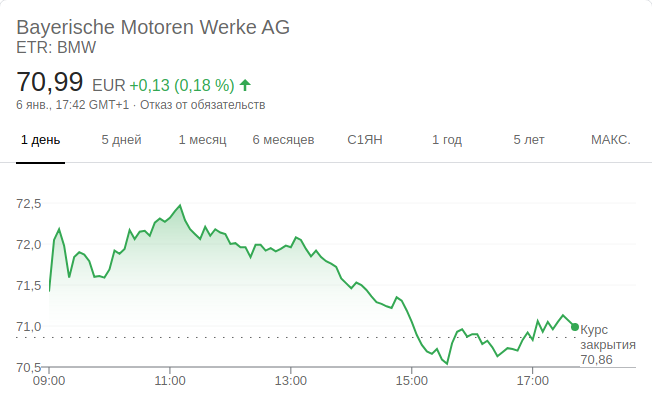 Bayerische Motoren Werke AG
ETR: BMW
70,99 EUR +0,13 (0,18 %)
6 янв., 17:42 GMT+1 · Отказ от обязательств
1 день 5 дней 1 месяц 6 месяцев С1ЯН 1 год 5 лет МАКС.
72,5
72,0
71,5
71,0
70,5
Курс
закрытия
70,86
09:00 11:00 13:00 15:00 17:00